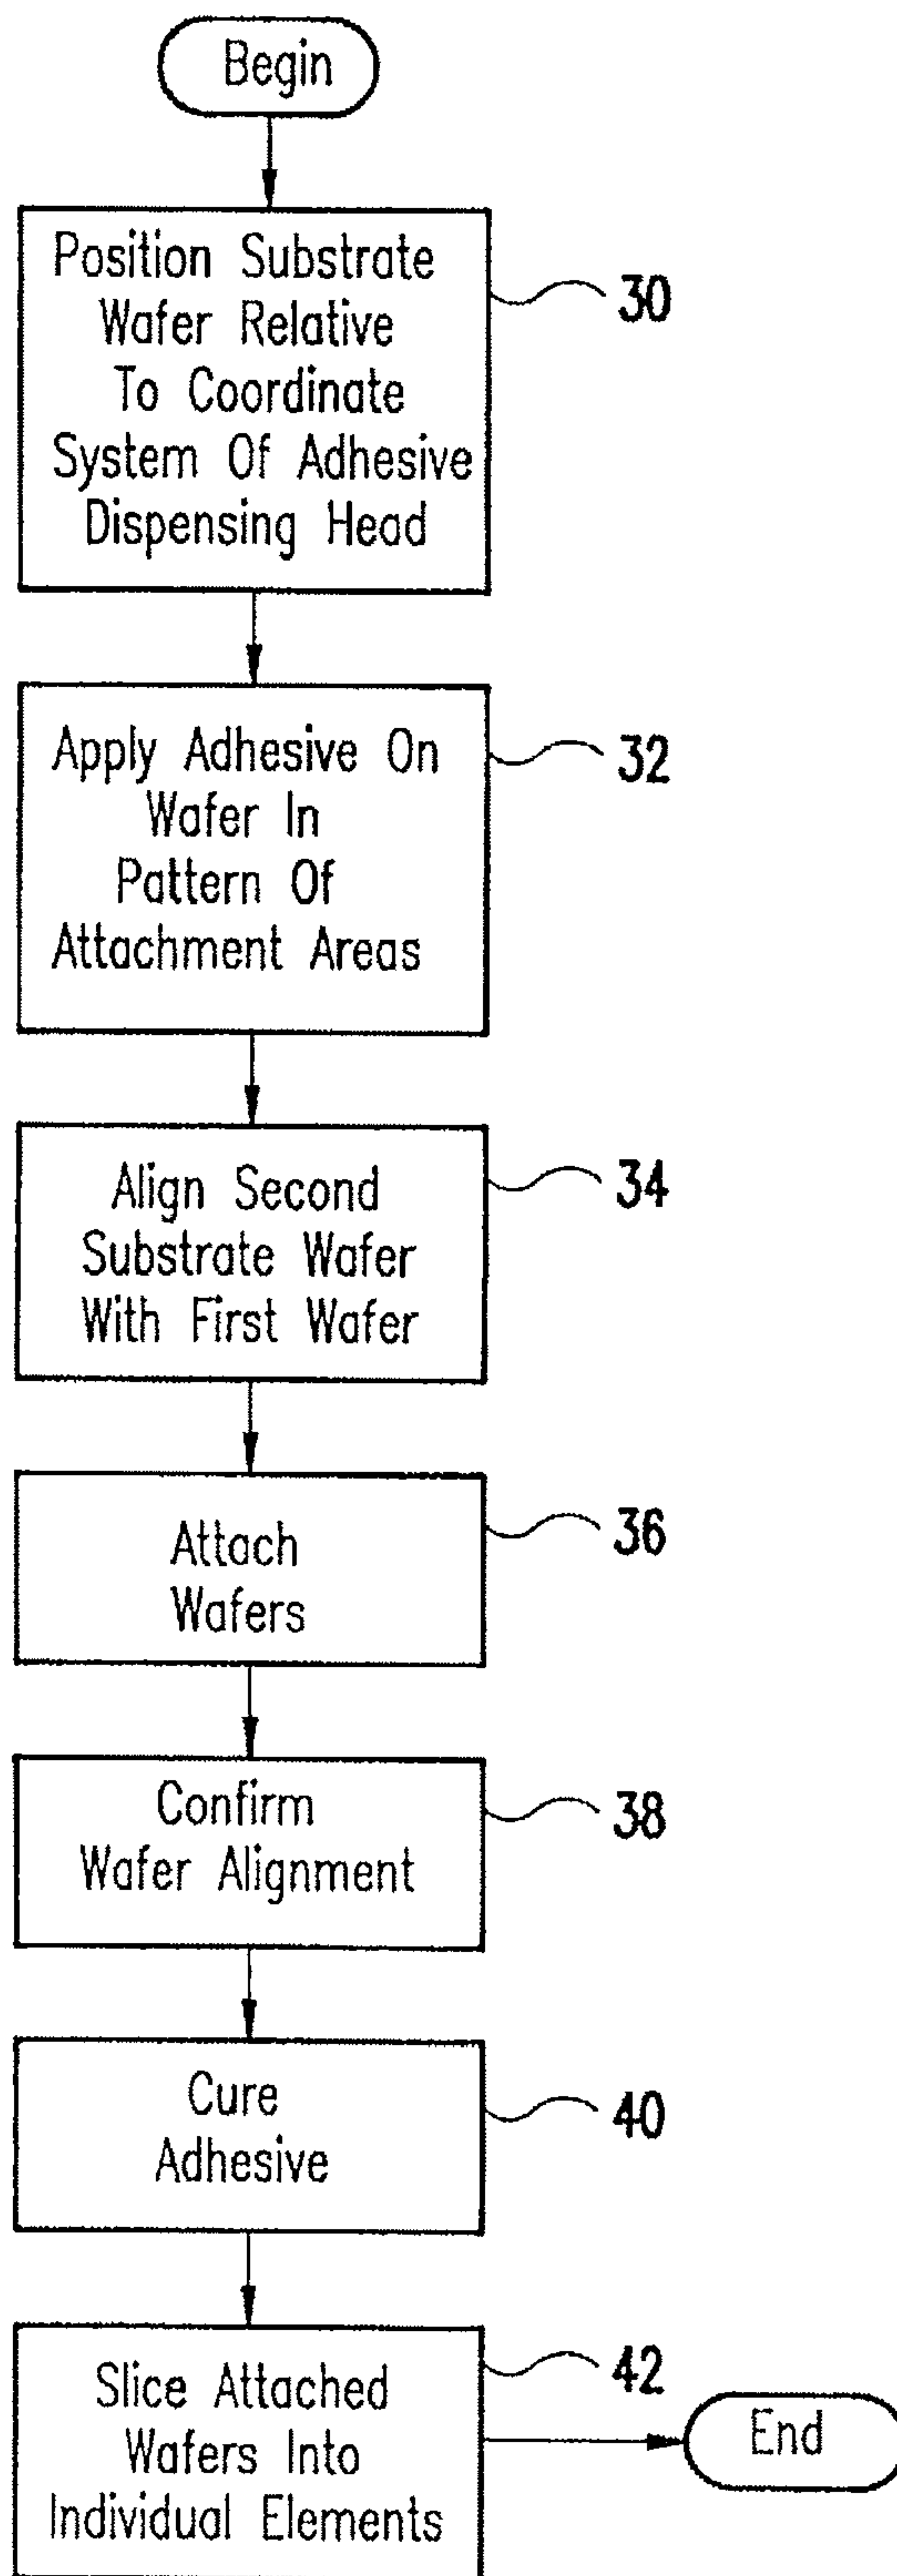 Begin
Position Substrate
Wafer Relative
To Coordinate
System Of Adhesive
Dispensing Head
30
Apply Adhesive On
Wafer In
Pattern Of
Attachment Areas
32
Align Second
Substrate Wafer
With First Wafer
34
Attach
Wafers
36
Confirm
Wafer Alignment
38
Cure
Adhesive
40
Slice Attached
Wafers Into
Individual Elements
42
End